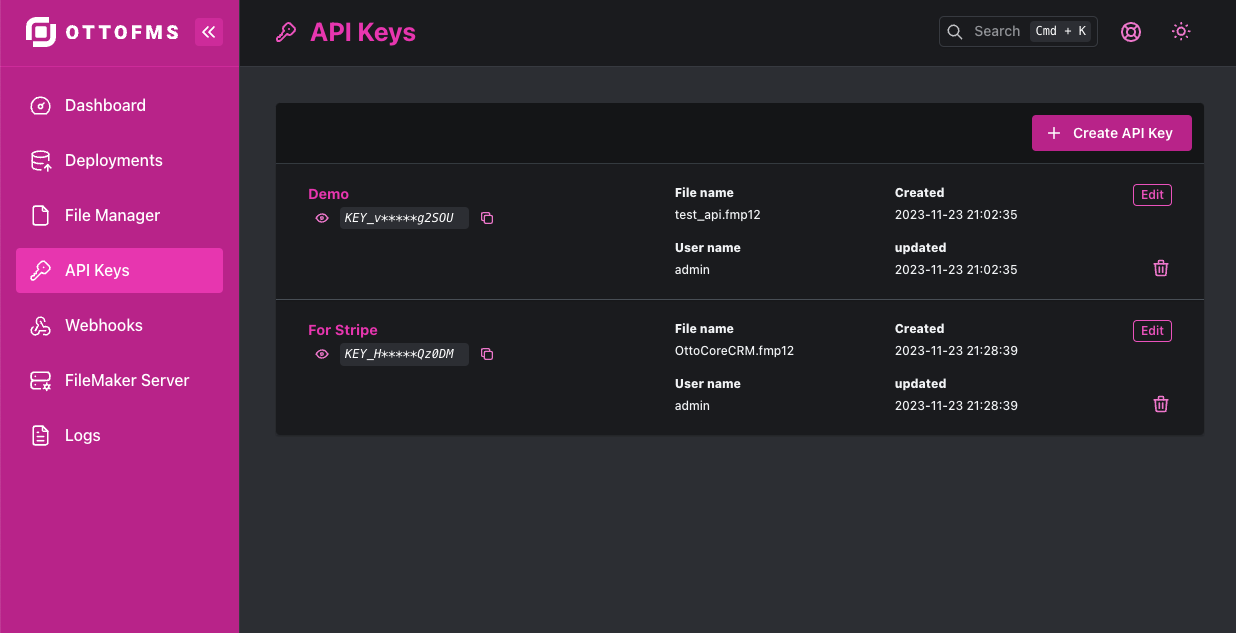 OTTOFMS
API Keys
Search Cmd + K
Dashboard
Deployments
File Manager
API Keys
Webhooks
FileMaker Server
Logs
Create API Key
Demo
KEY_v*****g2SOU
File name
test_api.fmp12
User name
admin
Created
2023-11-23 21:02:35
updated
2023-11-23 21:02:35
Edit
For Stripe
KEY_H*****Qz0DM
File name
OttoCoreCRM.fmp12
User name
admin
Created
2023-11-23 21:28:39
updated
2023-11-23 21:28:39
Edit